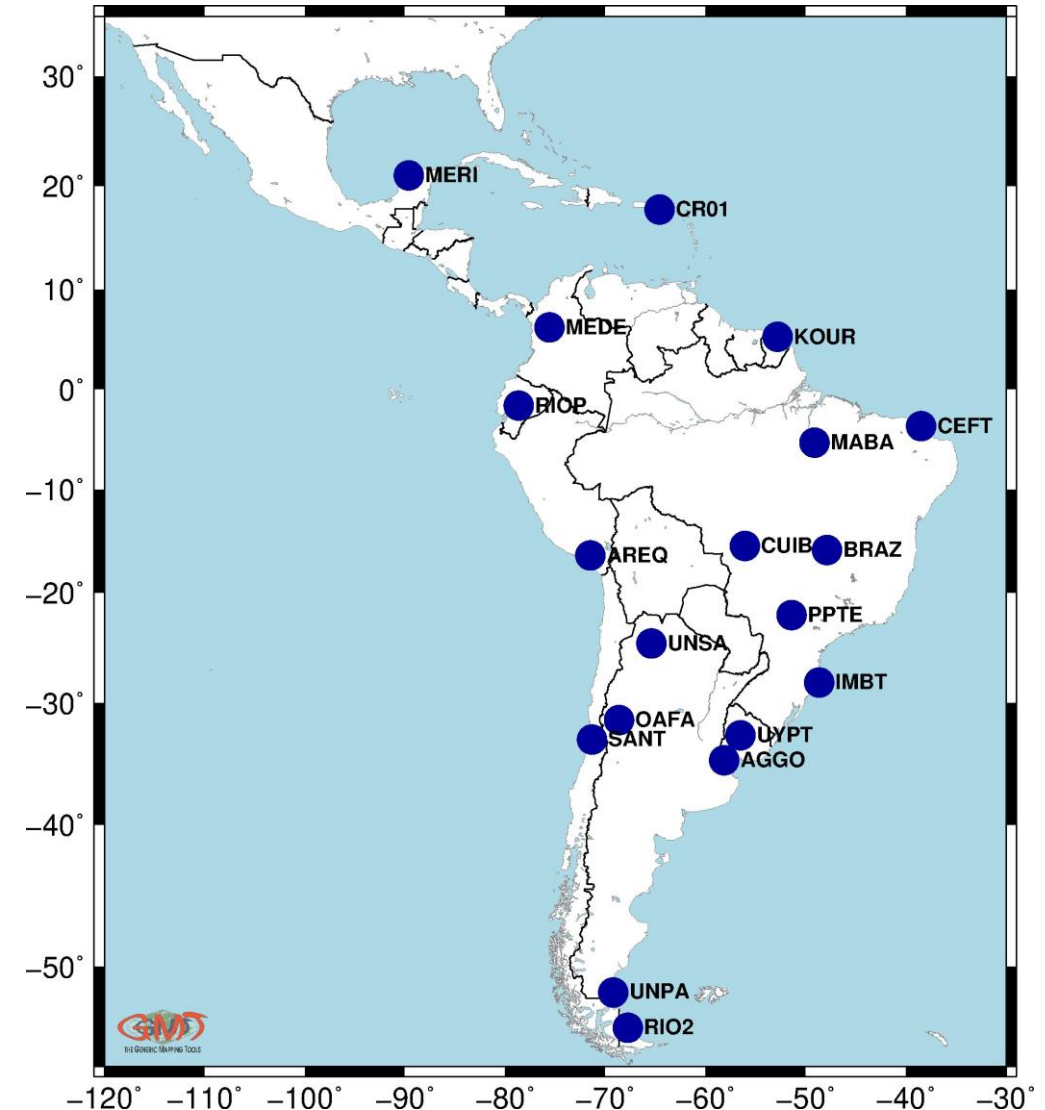 30°
20°
10°
0°
−10°
−20°
−30°
−40°
−50°
MERI
CR01
MEDE
KOUR
RIOP
CEFT
MABA
CUIB
BRAZ
AREQ
PPTE
UNSA
IMBT
OAFA
UYPT
SANT
AGGO
UNPA
RIO2
GMT
THE GENERIC MAPPING TOOLS
−120° −110° −100° −90° −80° −70° −60° −50° −40° −30°